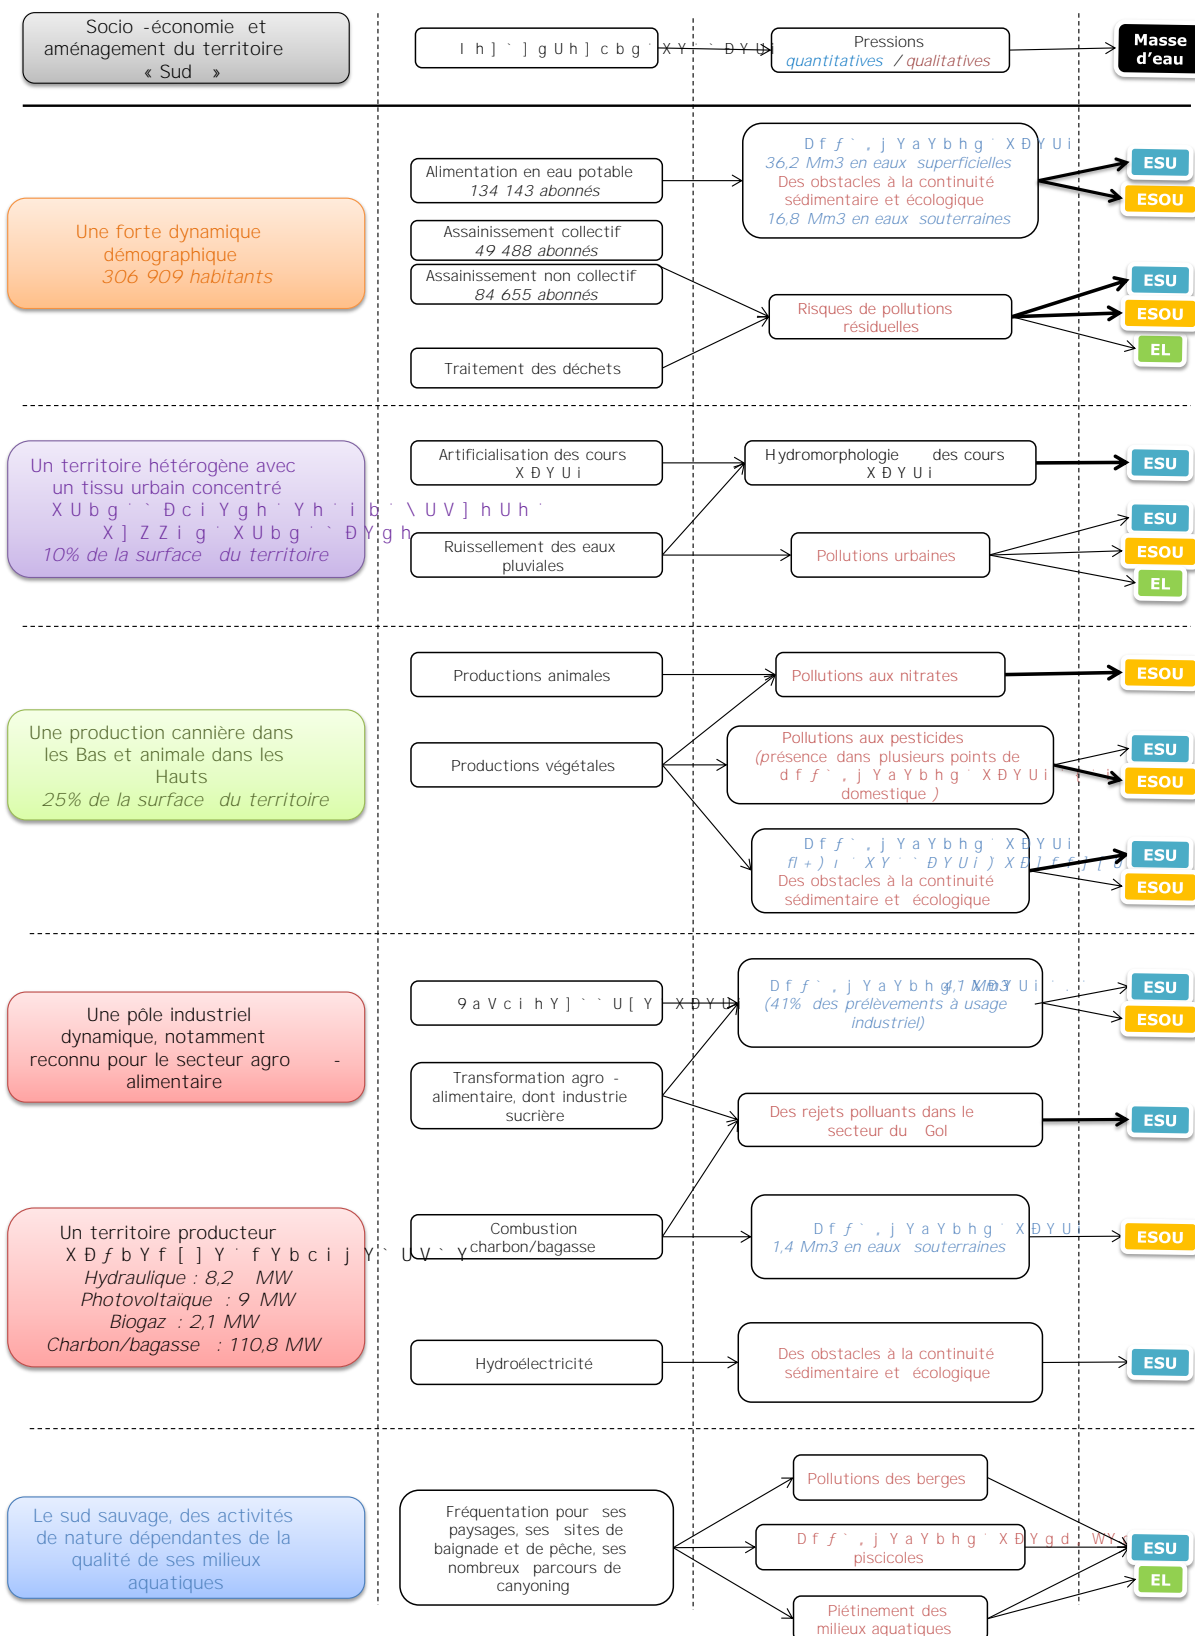 Socio -économie et
aménagement du territoire
« Sud »
Pressions
quantitatives / qualitatives
Masse
d'eau
Une forte dynamique
démographique
306 909 habitants
Alimentation en eau potable
134 143 abonnés
36,2 Mm3 en eaux superficielles
Des obstacles à la continuité
sédimentaire et écologique
16,8 Mm3 en eaux souterraines
ESU
ESOU
Assainissement collectif
49 488 abonnés
Assainissement non collectif
84 655 abonnés
Traitement des déchets
Risques de pollutions
résiduelles
ESU
ESOU
EL
Un territoire hétérogène avec
un tissu urbain concentré
10% de la surface du territoire
Artificialisation des cours
Hydromorphologie des cours
ESU
Ruissellement des eaux
pluviales
Pollutions urbaines
ESU
ESOU
EL
Une production cannière dans
les Bas et animale dans les
Hauts
25% de la surface du territoire
Productions animales
Pollutions aux nitrates
ESOU
Productions végétales
Pollutions aux pesticides
(présence dans plusieurs points de
domestique )
ESU
ESOU
Des obstacles à la continuité
sédimentaire et écologique
ESU
ESOU
Une pôle industriel
dynamique, notamment
reconnu pour le secteur agro -
alimentaire
4,1 Mm3
(41% des prélèvements à usage
industriel)
ESU
ESOU
Transformation agro -
alimentaire, dont industrie
sucrière
Des rejets polluants dans le
secteur du Gol
ESU
Un territoire producteur
Hydraulique : 8,2 MW
Photovoltaïque : 9 MW
Biogaz : 2,1 MW
Charbon/bagasse : 110,8 MW
Combustion
charbon/bagasse
1,4 Mm3 en eaux souterraines
ESOU
Hydroélectricité
Des obstacles à la continuité
sédimentaire et écologique
ESU
Le sud sauvage, des activités
de nature dépendantes de la
qualité de ses milieux
aquatiques
Fréquentation pour ses
paysages, ses sites de
baignade et de pêche, ses
nombreux parcours de
canyoning
Pollutions des berges
piscicoles
Piétinement des
milieux aquatiques
ESU
EL